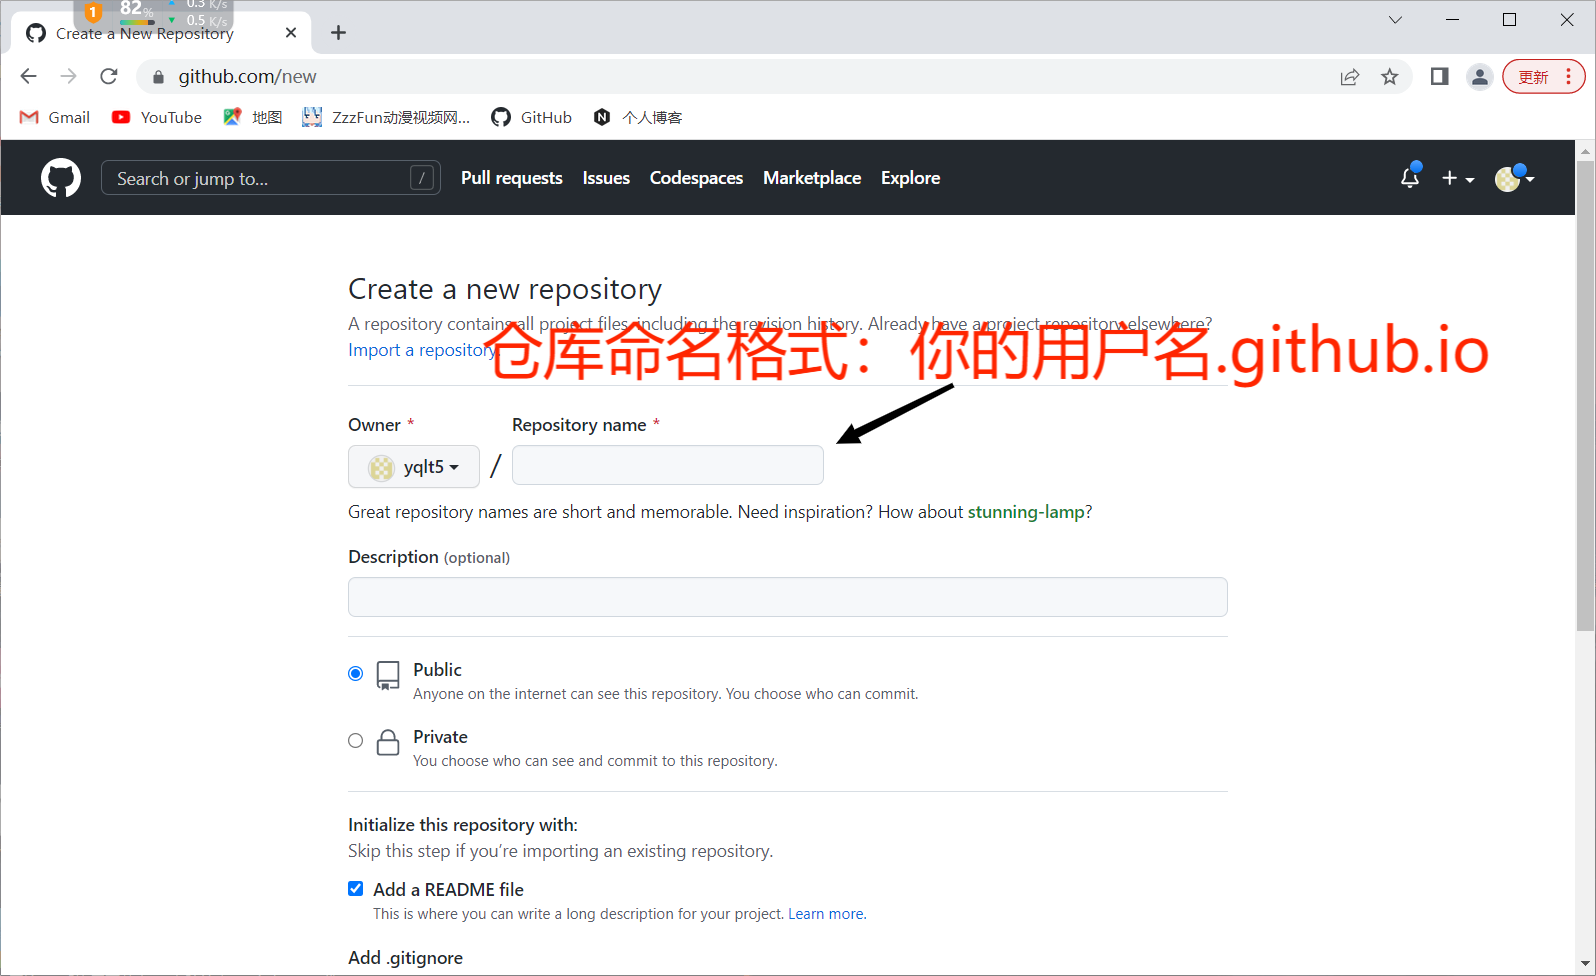 82%
0.3 K/s
0.5 K/s
1
Create a New Repository
github.com/new
更新
Gmail
YouTube
地图
ZzzFun动漫视频网...
GitHub
N
个人博客
Search or jump to...
/
Pull requests
Issues
Codespaces
Marketplace
Explore
Create a new repository
A repository contains all project files, including the revision history. Already have a project repository elsewhere?
Import a repository.
仓库命名格式：你的用户名.github.io
Owner *
Repository name *
yqlt5
/
Great repository names are short and memorable. Need inspiration? How about stunning-lamp?
Description (optional)
Public
Anyone on the internet can see this repository. You choose who can commit.
Private
You choose who can see and commit to this repository.
Initialize this repository with:
Skip this step if you’re importing an existing repository.
Add a README file
This is where you can write a long description for your project. Learn more.
Add .gitignore